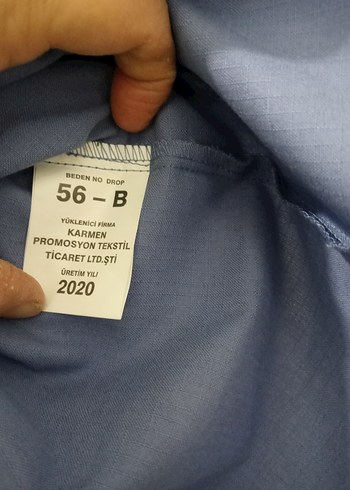 BEDEN NO DROP
56 – B
YÜKLENİCİ FİRMA
KARMEN
PROMOSYON TEKSTİL
TİCARET LTD.ŞTİ
ÜRETİM YILI
2020